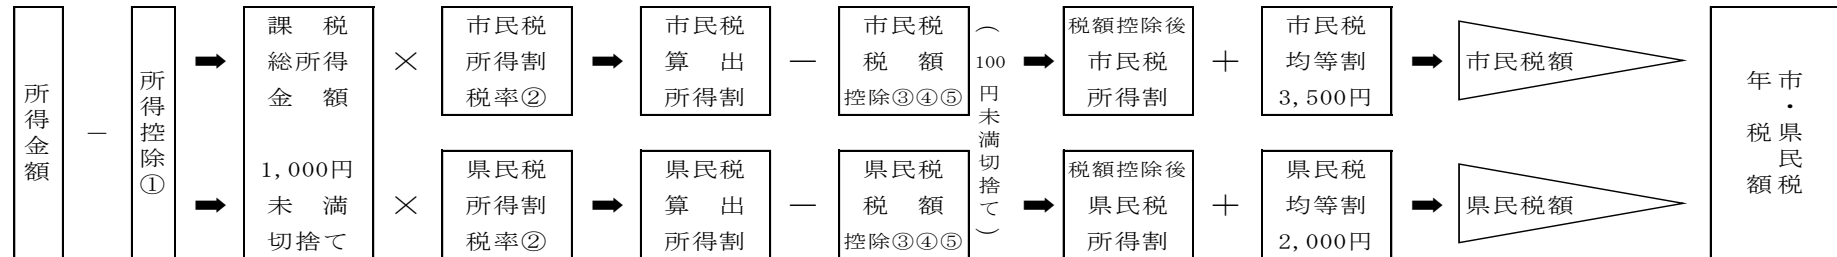 所得金額
－
所得控除①
➡
課　税
総所得
金　額
1,000円
未　満
切捨て
×
市民税
所得割
税率②
➡
市民税
算　出
所得割
－
市民税
税　額
控除③④⑤
（100円未満切捨て）
➡
税額控除後
市民税
所得割
＋
市民税
均等割
3,500円
➡
市民税額
➡
×
県民税
所得割
税率②
➡
県民税
算　出
所得割
－
県民税
税　額
控除③④⑤
➡
税額控除後
県民税
所得割
＋
県民税
均等割
2,000円
➡
県民税額
市・県民税
年税額